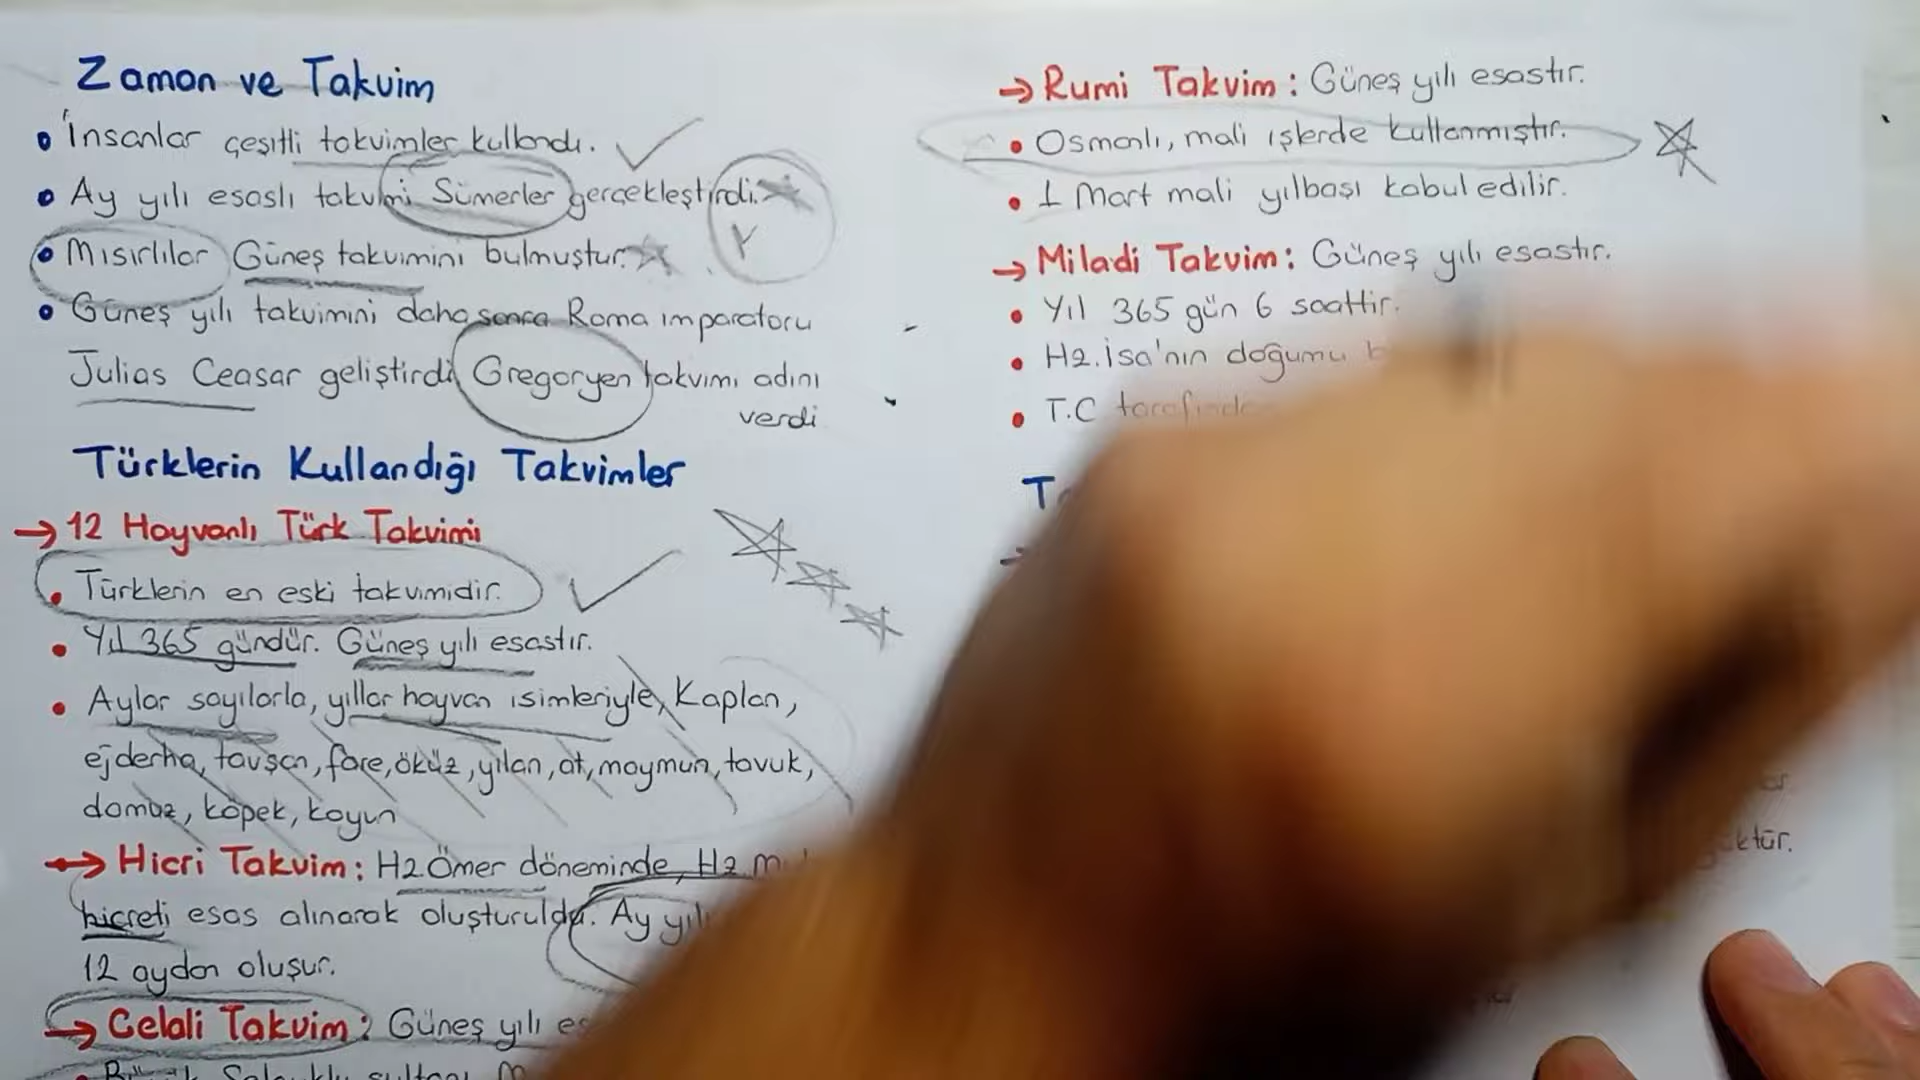 Zaman ve Takvim
• İnsanlar çeşitli takvimler kullandı.
• Ay yılı esaslı takvimi Sümerler gerçekleştirdi.
• Mısırlılar Güneş takvimini bulmuştur.
• Güneş yılı takvimini daha sonra Roma imparatoru
Julias Ceasar geliştirdi Gregoryen takvimi adını
verdi
Türklerin Kullandığı Takvimler
→ 12 Hayvanlı Türk Takvimi
• Türklerin en eski takvimidir.
• Yıl 365 gündür. Güneş yılı esastır.
• Aylar sayılarla, yıllar hayvan isimleriyle, Kaplan,
ejderha, tavşan, fare, öküz, yılan, at, maymun, tavuk,
domuz, köpek, koyun
→ Hicri Takvim: Hz Ömer döneminde, Hz
hicreti esas alınarak oluşturuldu. Ay yılı
12 aydan oluşur.
→ Celali Takvim: Güneş yılı
→ Rumi Takvim: Güneş yılı esastır.
• Osmanlı, mali işlerde kullanmıştır.
• 1 Mart mali yılbaşı kabul edilir.
→ Miladi Takvim: Güneş yılı esastır.
• Yıl 365 gün 6 saattir.
• Hz. İsa'nın doğumu
• T.C tarafından